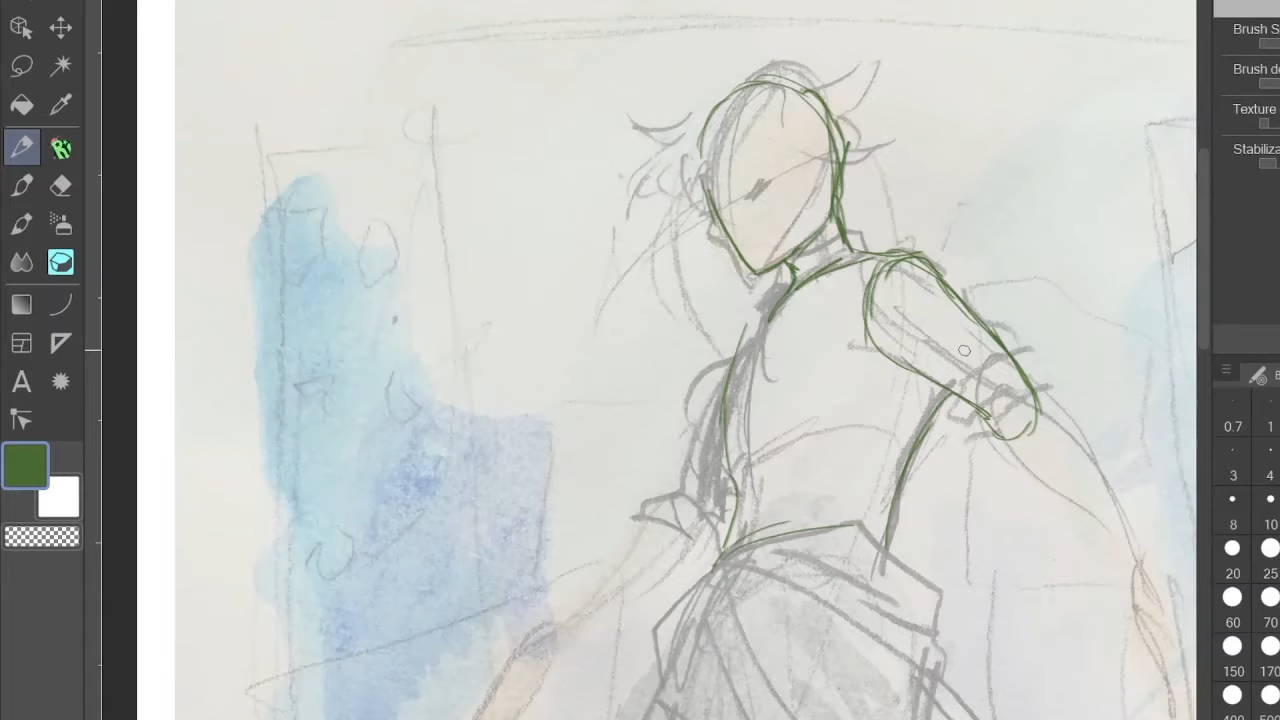 Brush S
Brush de
Texture
Stabiliza
A
B
0.7 1
3 4
8 10
20 25
60 70
150 170